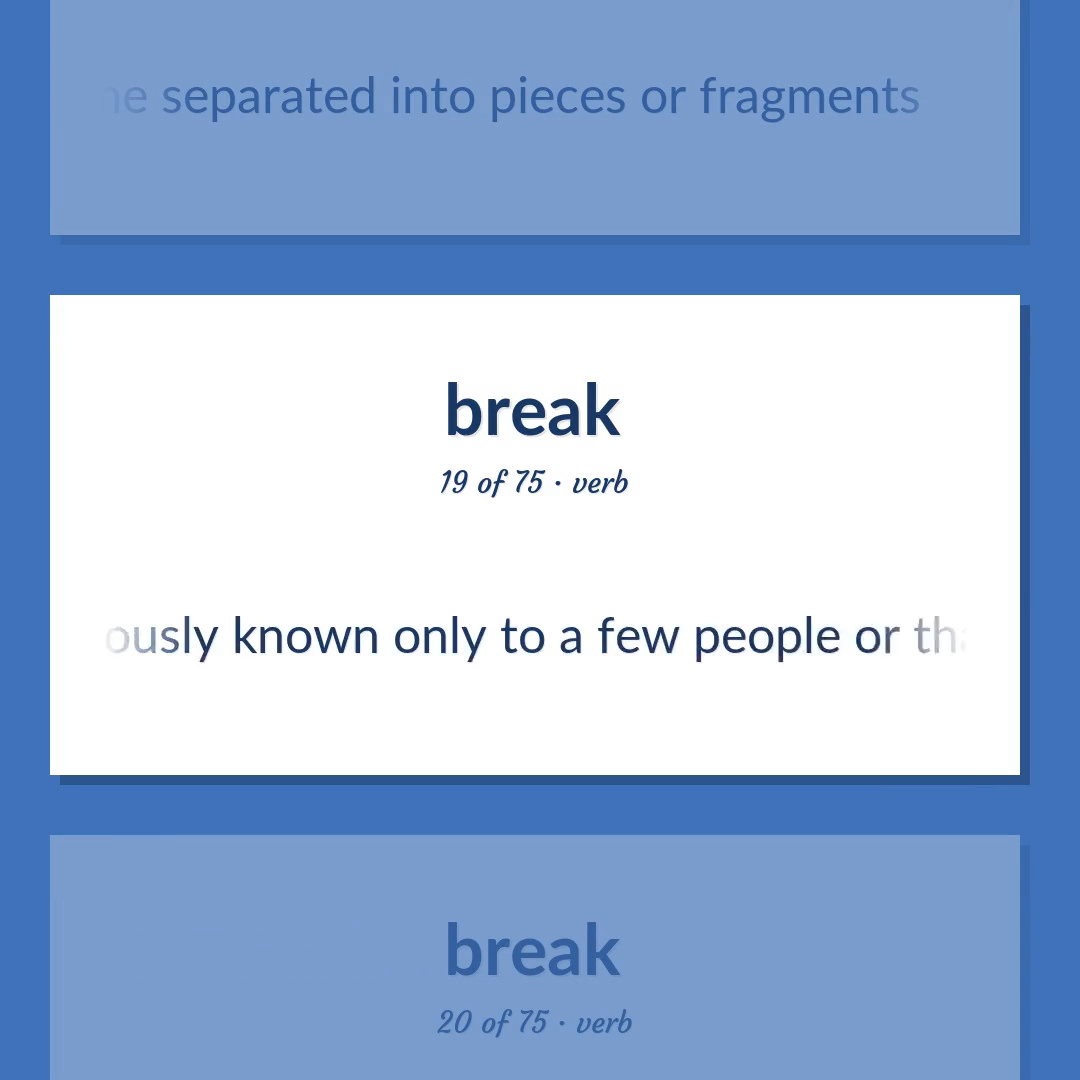 separated into pieces or fragments
break
19 of 75 · verb
ously known only to a few people or
break
20 of 75 · verb